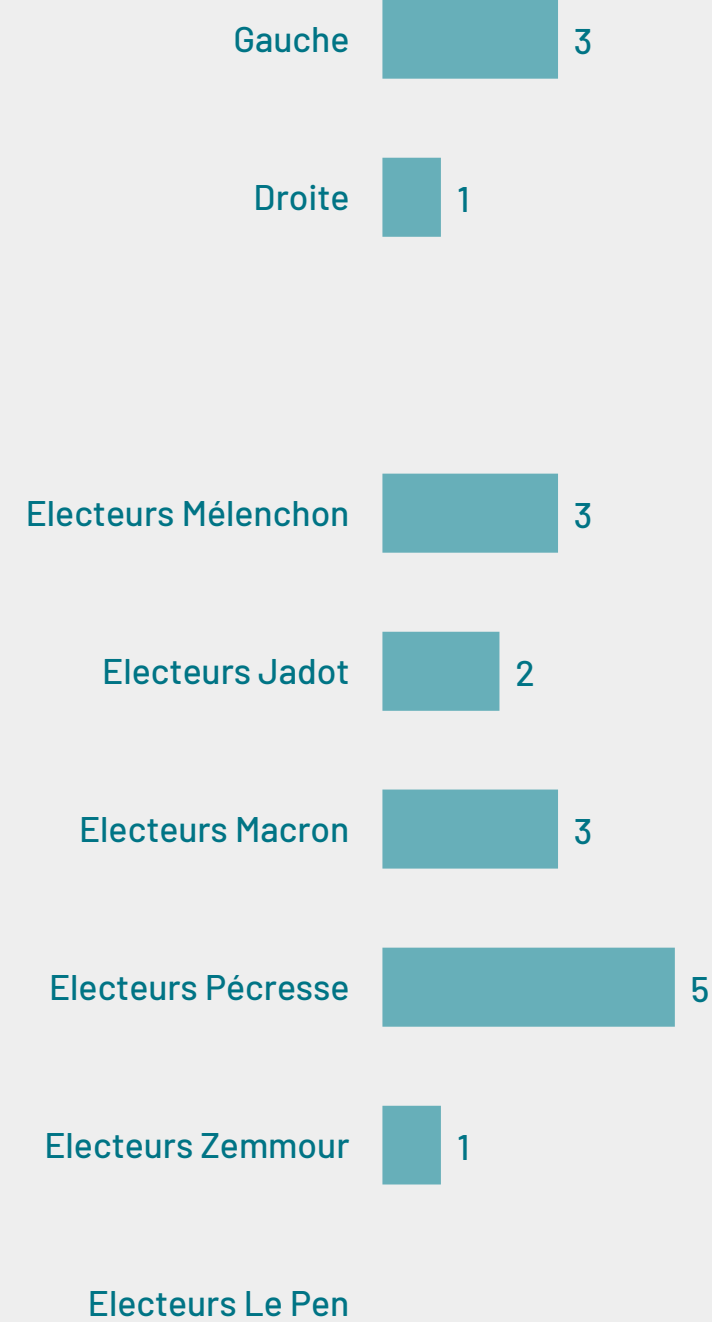 Gauche 3
Droite 1
Electeurs Mélenchon 3
Electeurs Jadot 2
Electeurs Macron 3
Electeurs Pécresse 5
Electeurs Zemmour 1
Electeurs Le Pen